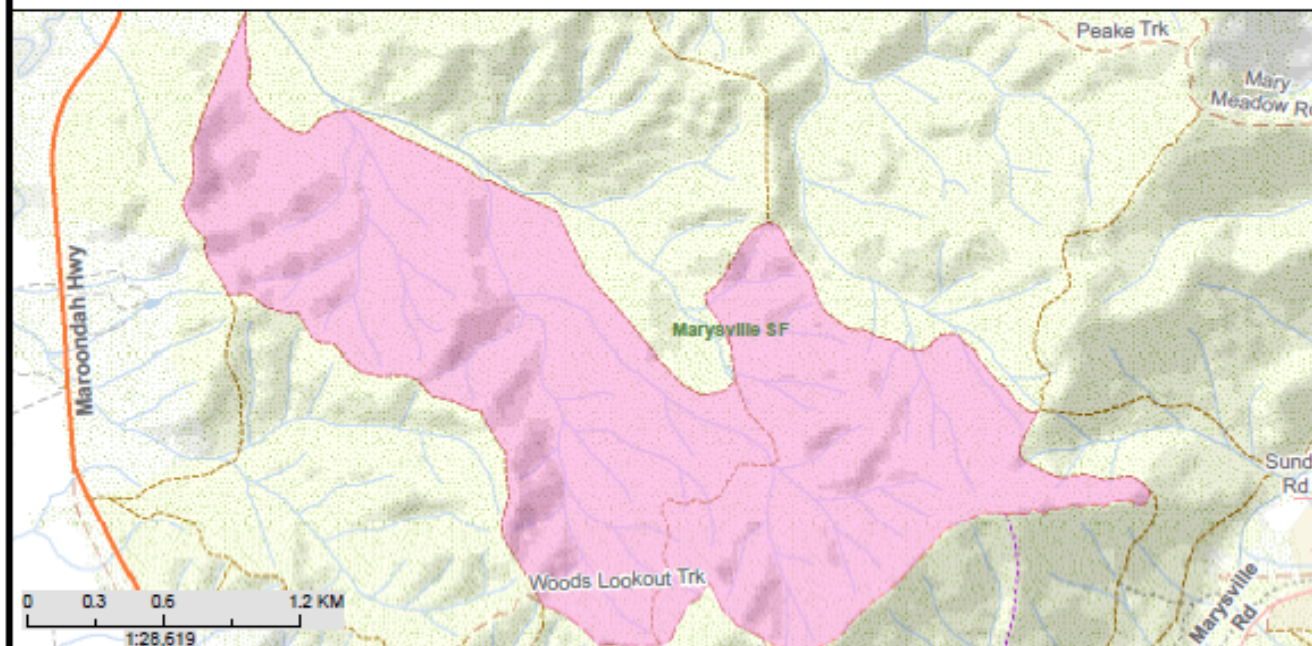 Peake Trk
Mary
Meadow Rd
Maroondah Hwy
Marysville SF
Sund
Rd
Woods Lookout Trk
Marysville
Rd
0 0.3 0.6 1.2 KM
1:28,619